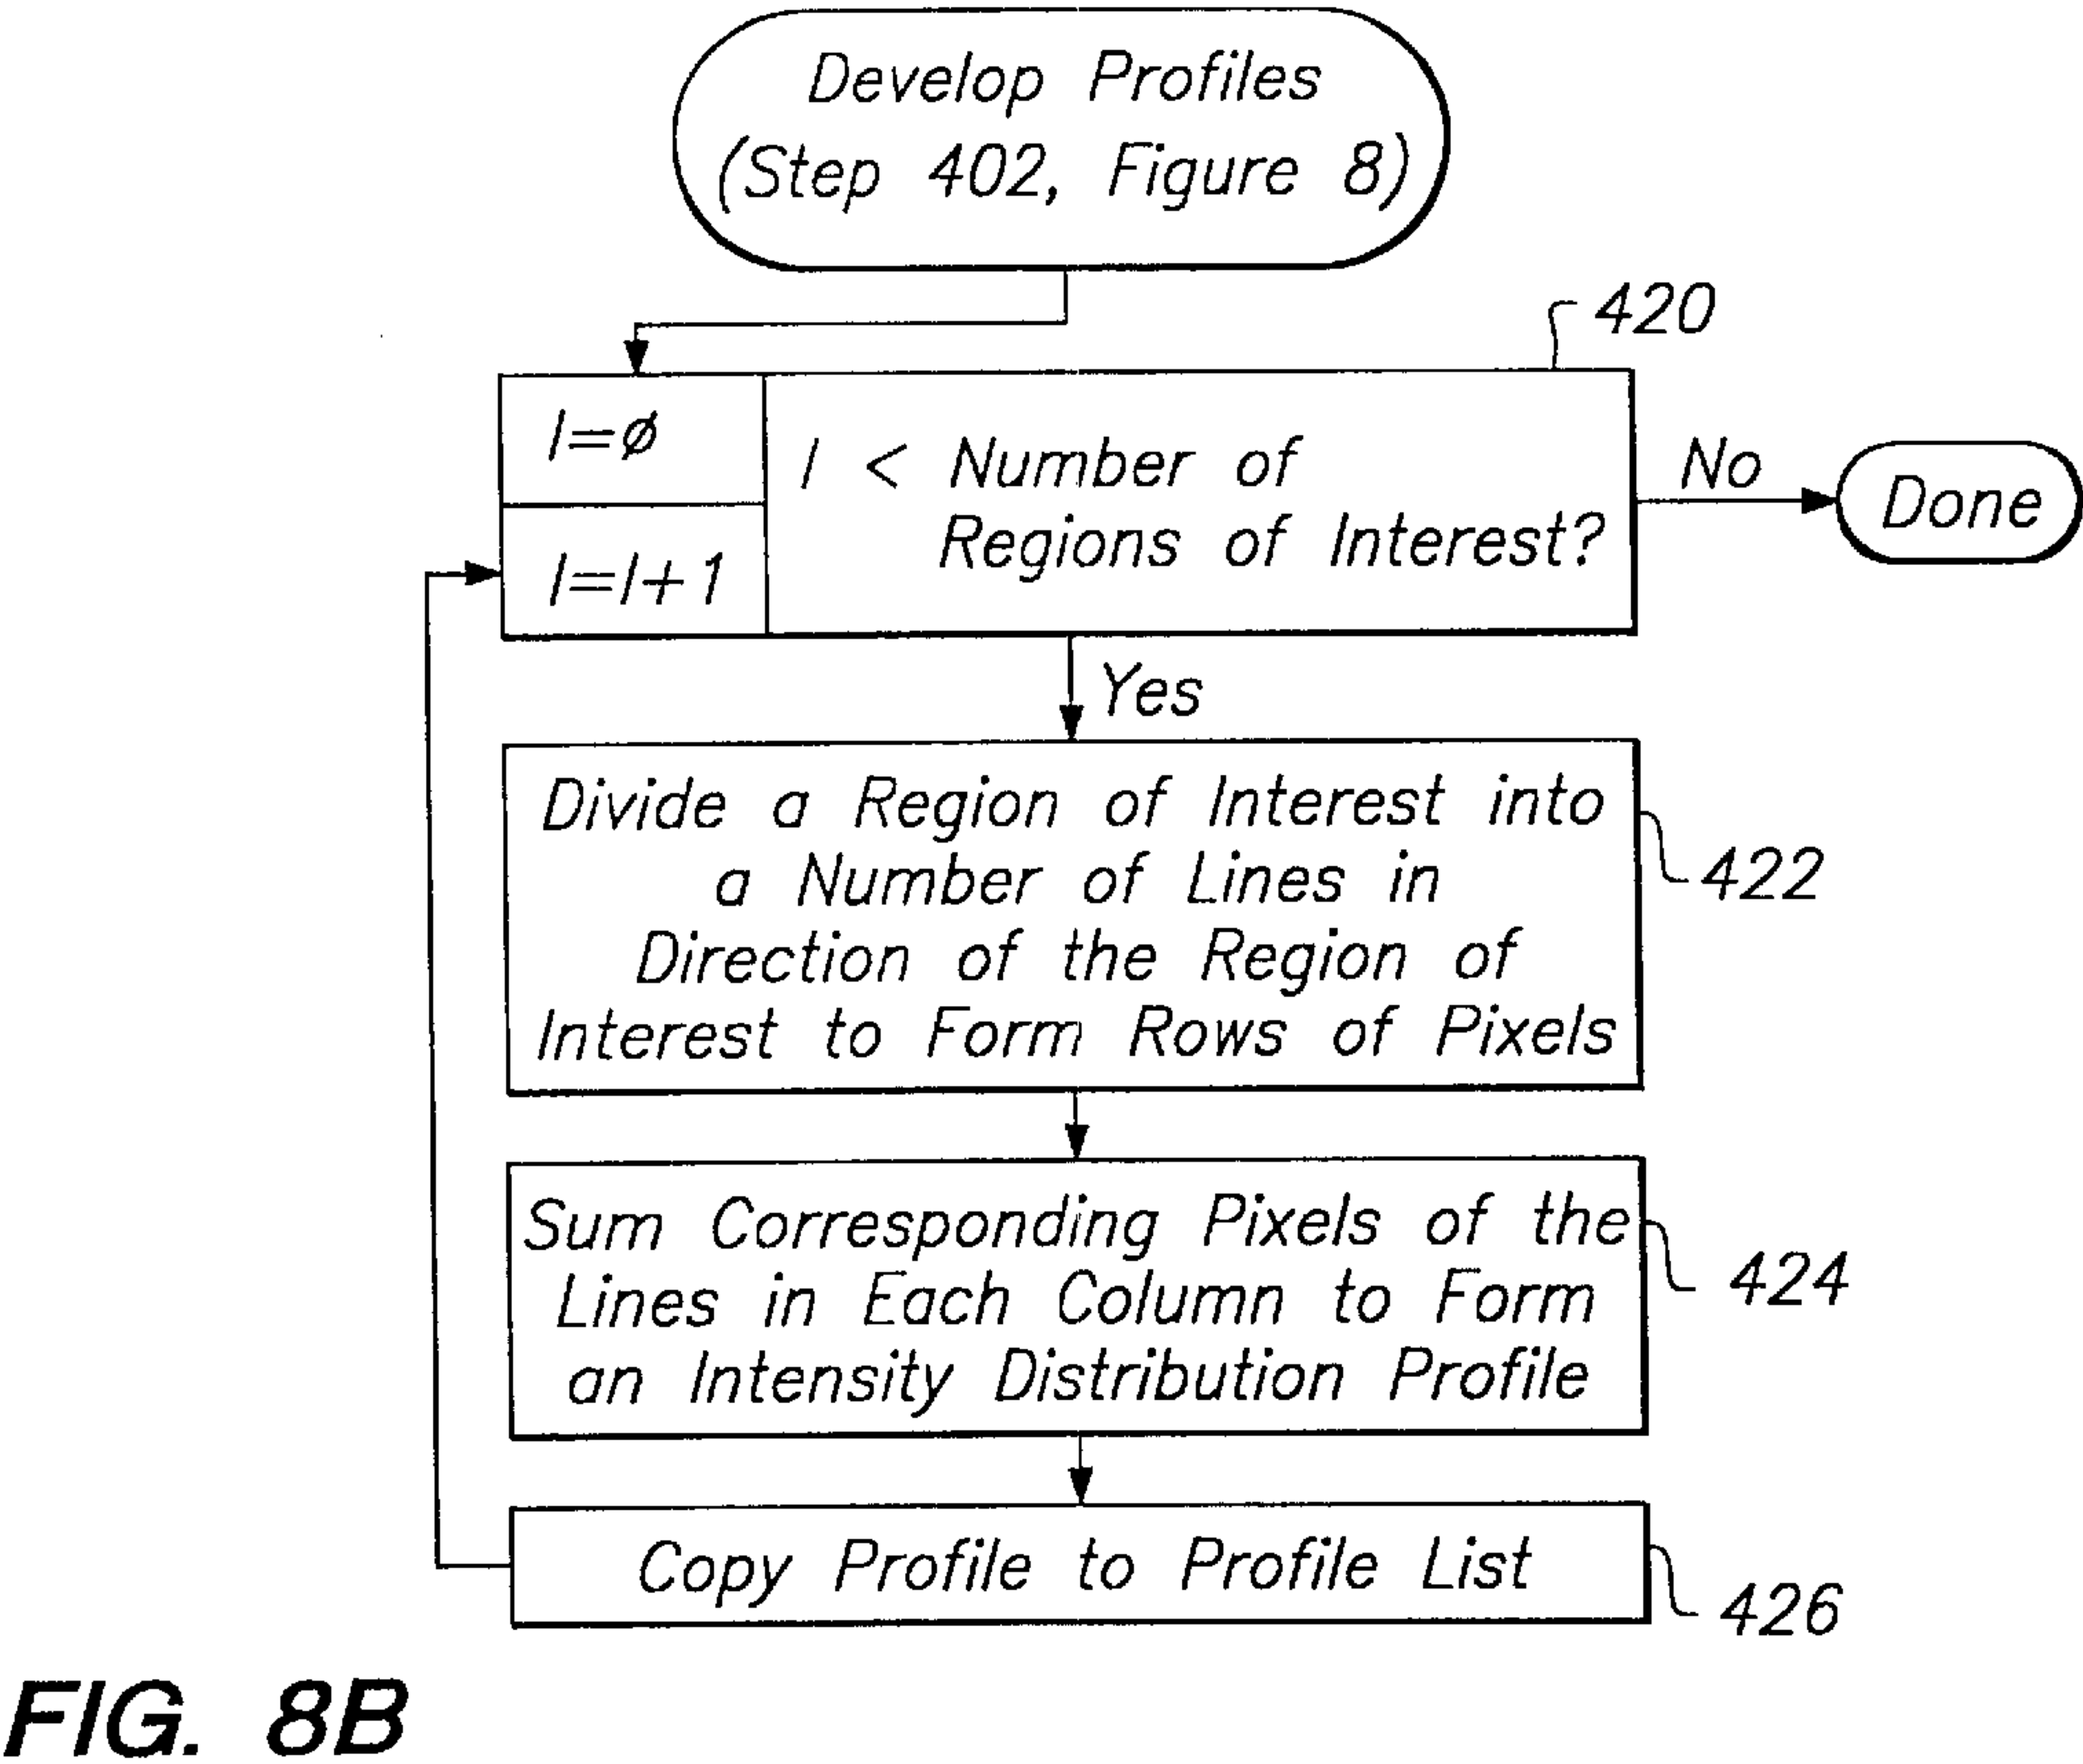 Develop Profiles
(Step 402, Figure 8)
420
I=ø
I < Number of
Regions of Interest?
No
Done
I=I+1
Yes
Divide a Region of Interest into
a Number of Lines in
Direction of the Region of
Interest to Form Rows of Pixels
422
Sum Corresponding Pixels of the
Lines in Each Column to Form
an Intensity Distribution Profile
424
Copy Profile to Profile List
426
FIG. 8B